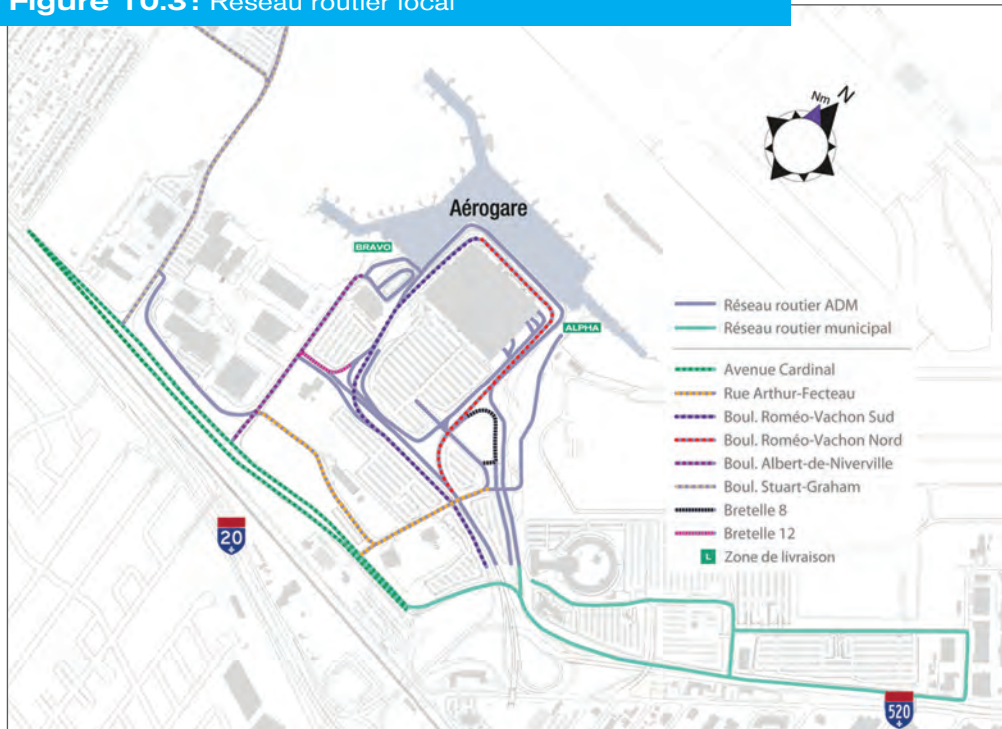 Figure 10.3: Réseau routier local
Nm N
Aérogare
BRAVO
ALPHA
Réseau routier ADM
Réseau routier municipal
Avenue Cardinal
Rue Arthur-Fecteau
Boul. Roméo-Vachon Sud
Boul. Roméo-Vachon Nord
Boul. Albert-de-Niverville
Boul. Stuart-Graham
Bretelle 8
Bretelle 12
L Zone de livraison
20
520